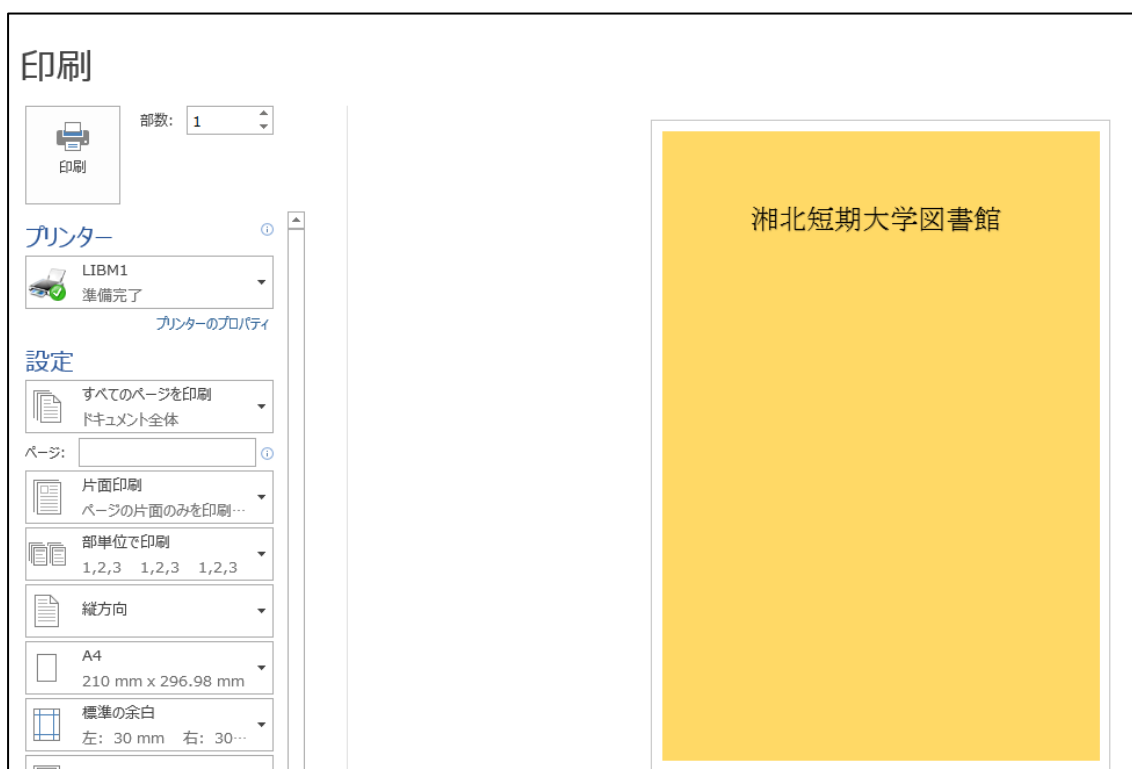 印刷
部数: 1
印刷
プリンター
LIBM1
準備完了
プリンターのプロパティ
設定
すべてのページを印刷
ドキュメント全体
ページ:
片面印刷
ページの片面のみを印刷…
部単位で印刷
1,2,3 1,2,3 1,2,3
縦方向
A4
210 mm x 296.98 mm
標準の余白
左: 30 mm 右: 30…
湘北短期大学図書館